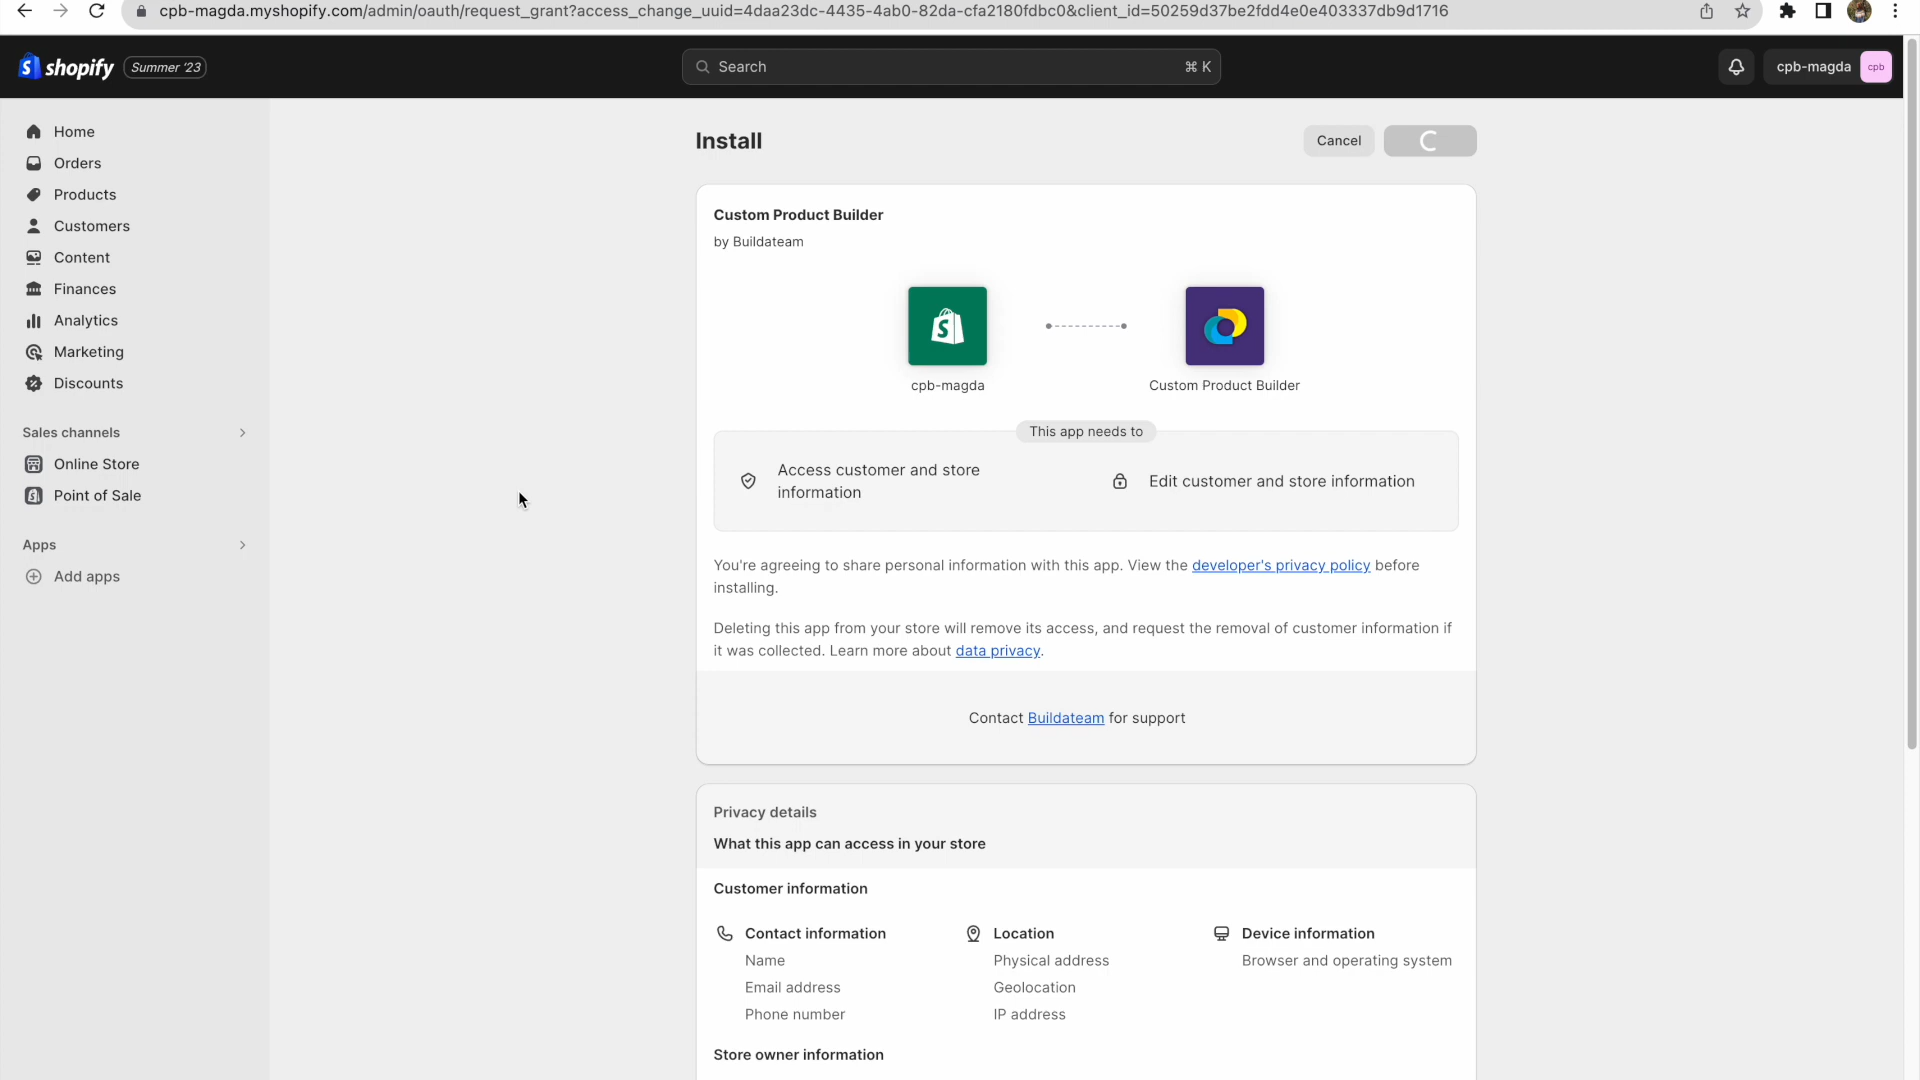 cpb-magda.myshopify.com/admin/oauth/request_grant?access_change_uuid=4daa23dc-4435-4ab0-82da-cfa2180fdbc0&client_id=50259d37be2fdd4e0e403337db9d1716
shopify Summer '23
Search ⌘ K
cpb-magda cpb
Home
Orders
Products
Customers
Content
Finances
Analytics
Marketing
Discounts
Sales channels
Online Store
Point of Sale
Apps
Add apps
Install
Cancel
Custom Product Builder
by Buildateam
cpb-magda
Custom Product Builder
This app needs to
Access customer and store
information
Edit customer and store information
You're agreeing to share personal information with this app. View the developer's privacy policy before
installing.
Deleting this app from your store will remove its access, and request the removal of customer information if
it was collected. Learn more about data privacy.
Contact Buildateam for support
Privacy details
What this app can access in your store
Customer information
Contact information
Name
Email address
Phone number
Location
Physical address
Geolocation
IP address
Device information
Browser and operating system
Store owner information